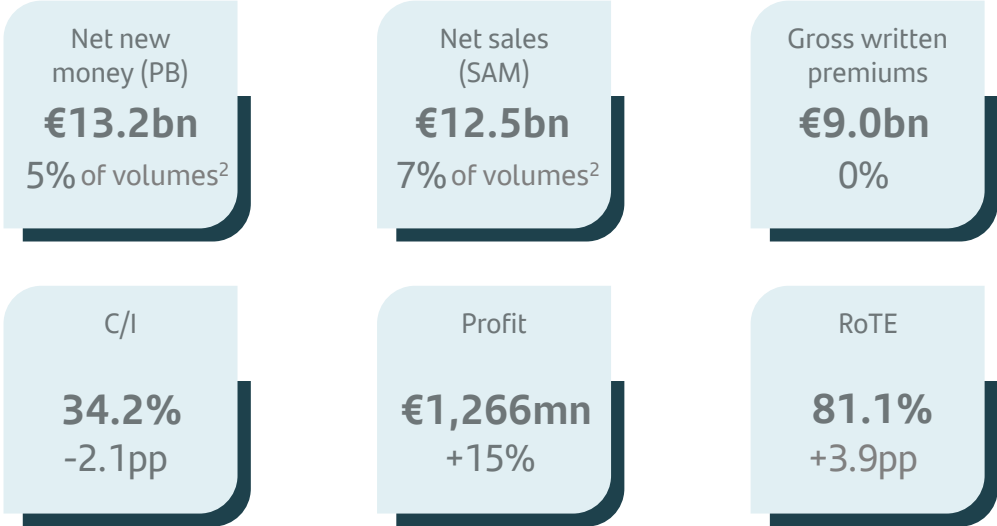 Net new
money (PB)
€13.2bn
5% of volumes²
Net sales
(SAM)
€12.5bn
7% of volumes²
Gross written
premiums
€9.0bn
0%
C/I
34.2%
-2.1pp
Profit
€1,266mn
+15%
RoTE
81.1%
+3.9pp